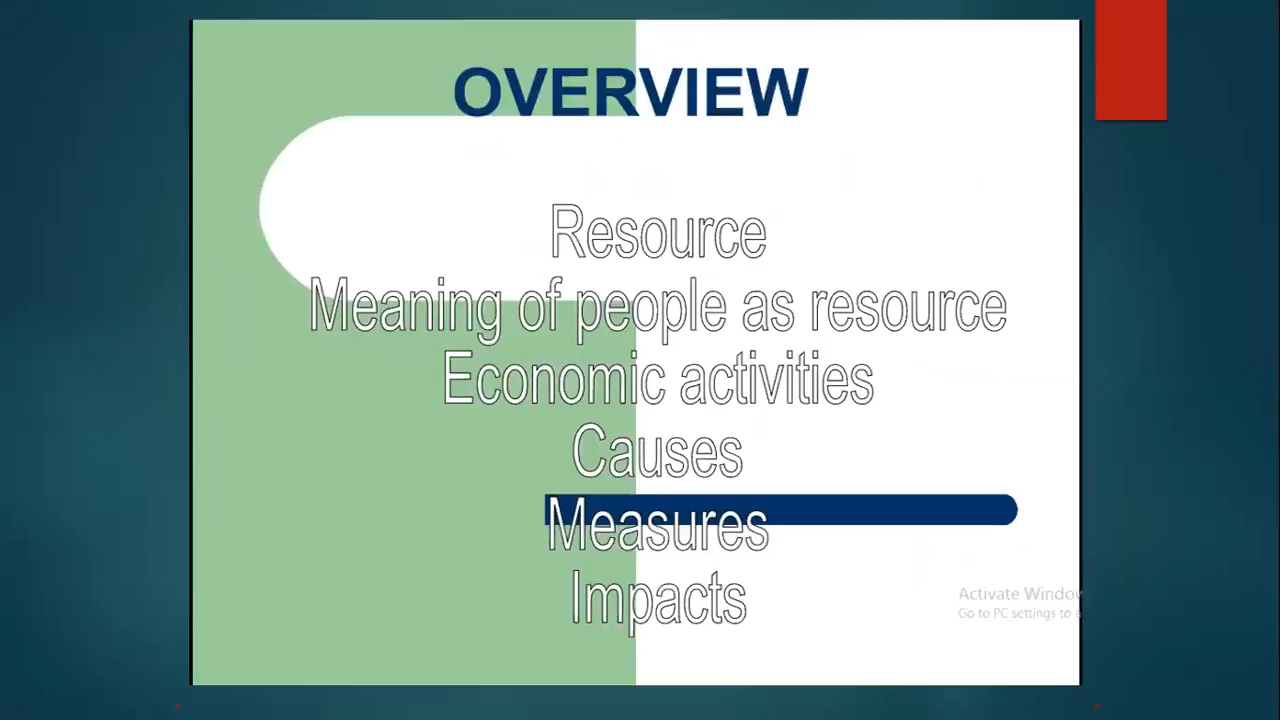 OVERVIEW
Resource
Meaning of people as resource
Economic activities
Causes
Measures
Impacts
Activate Window
Go to PC settings to a